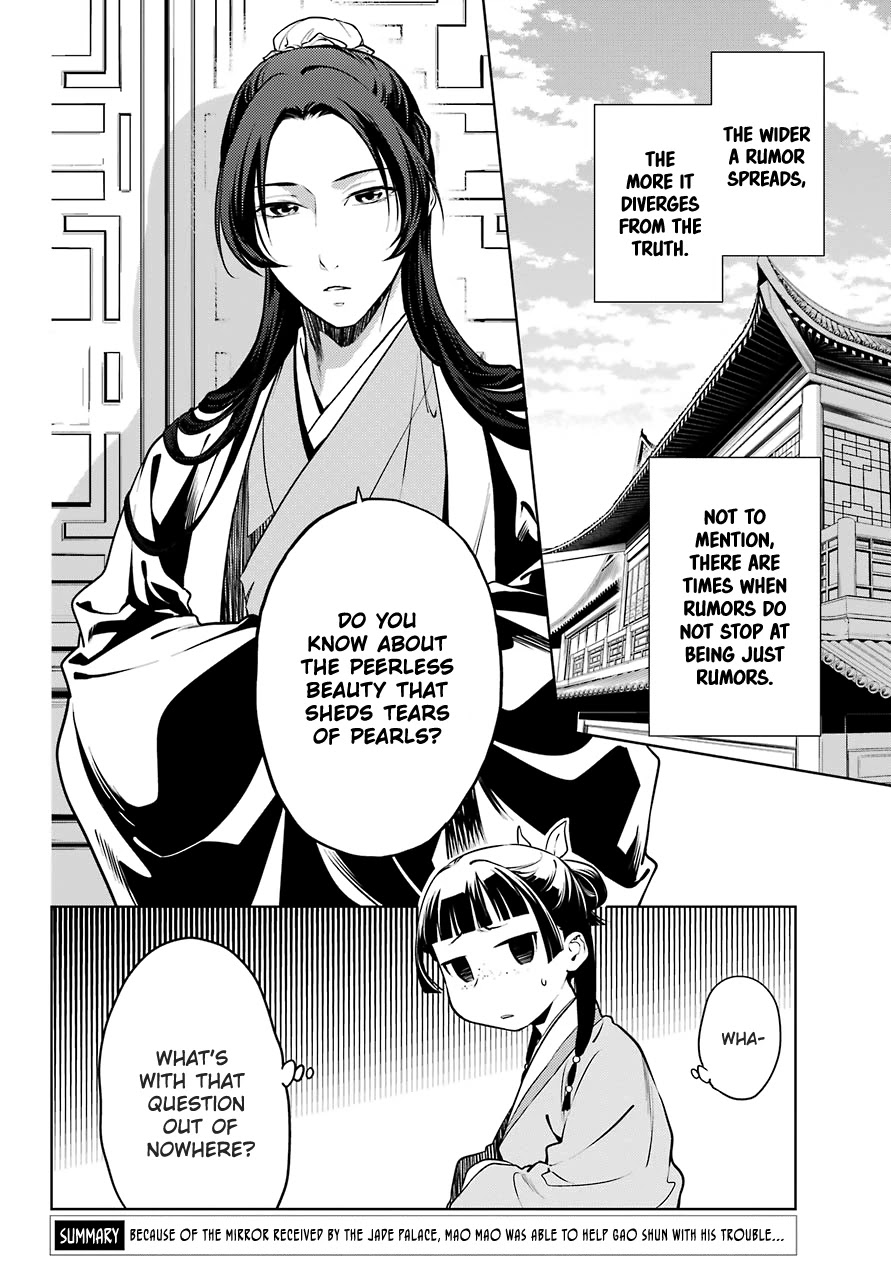 THE WIDER
A RUMOR
SPREADS,
THE
MORE IT
DIVERGES
FROM THE
TRUTH.
NOT TO
MENTION,
THERE ARE
TIMES WHEN
RUMORS DO
NOT STOP AT
BEING JUST
RUMORS.
DO YOU
KNOW ABOUT
THE PEERLESS
BEAUTY THAT
SHEDS TEARS
OF PEARLS?
WHA-
WHAT'S
WITH THAT
QUESTION
OUT OF
NOWHERE?
SUMMARY BECAUSE OF THE MIRROR RECEIVED BY THE JADE PALACE, MAO MAO WAS ABLE TO HELP GAO SHUN WITH HIS TROUBLE...